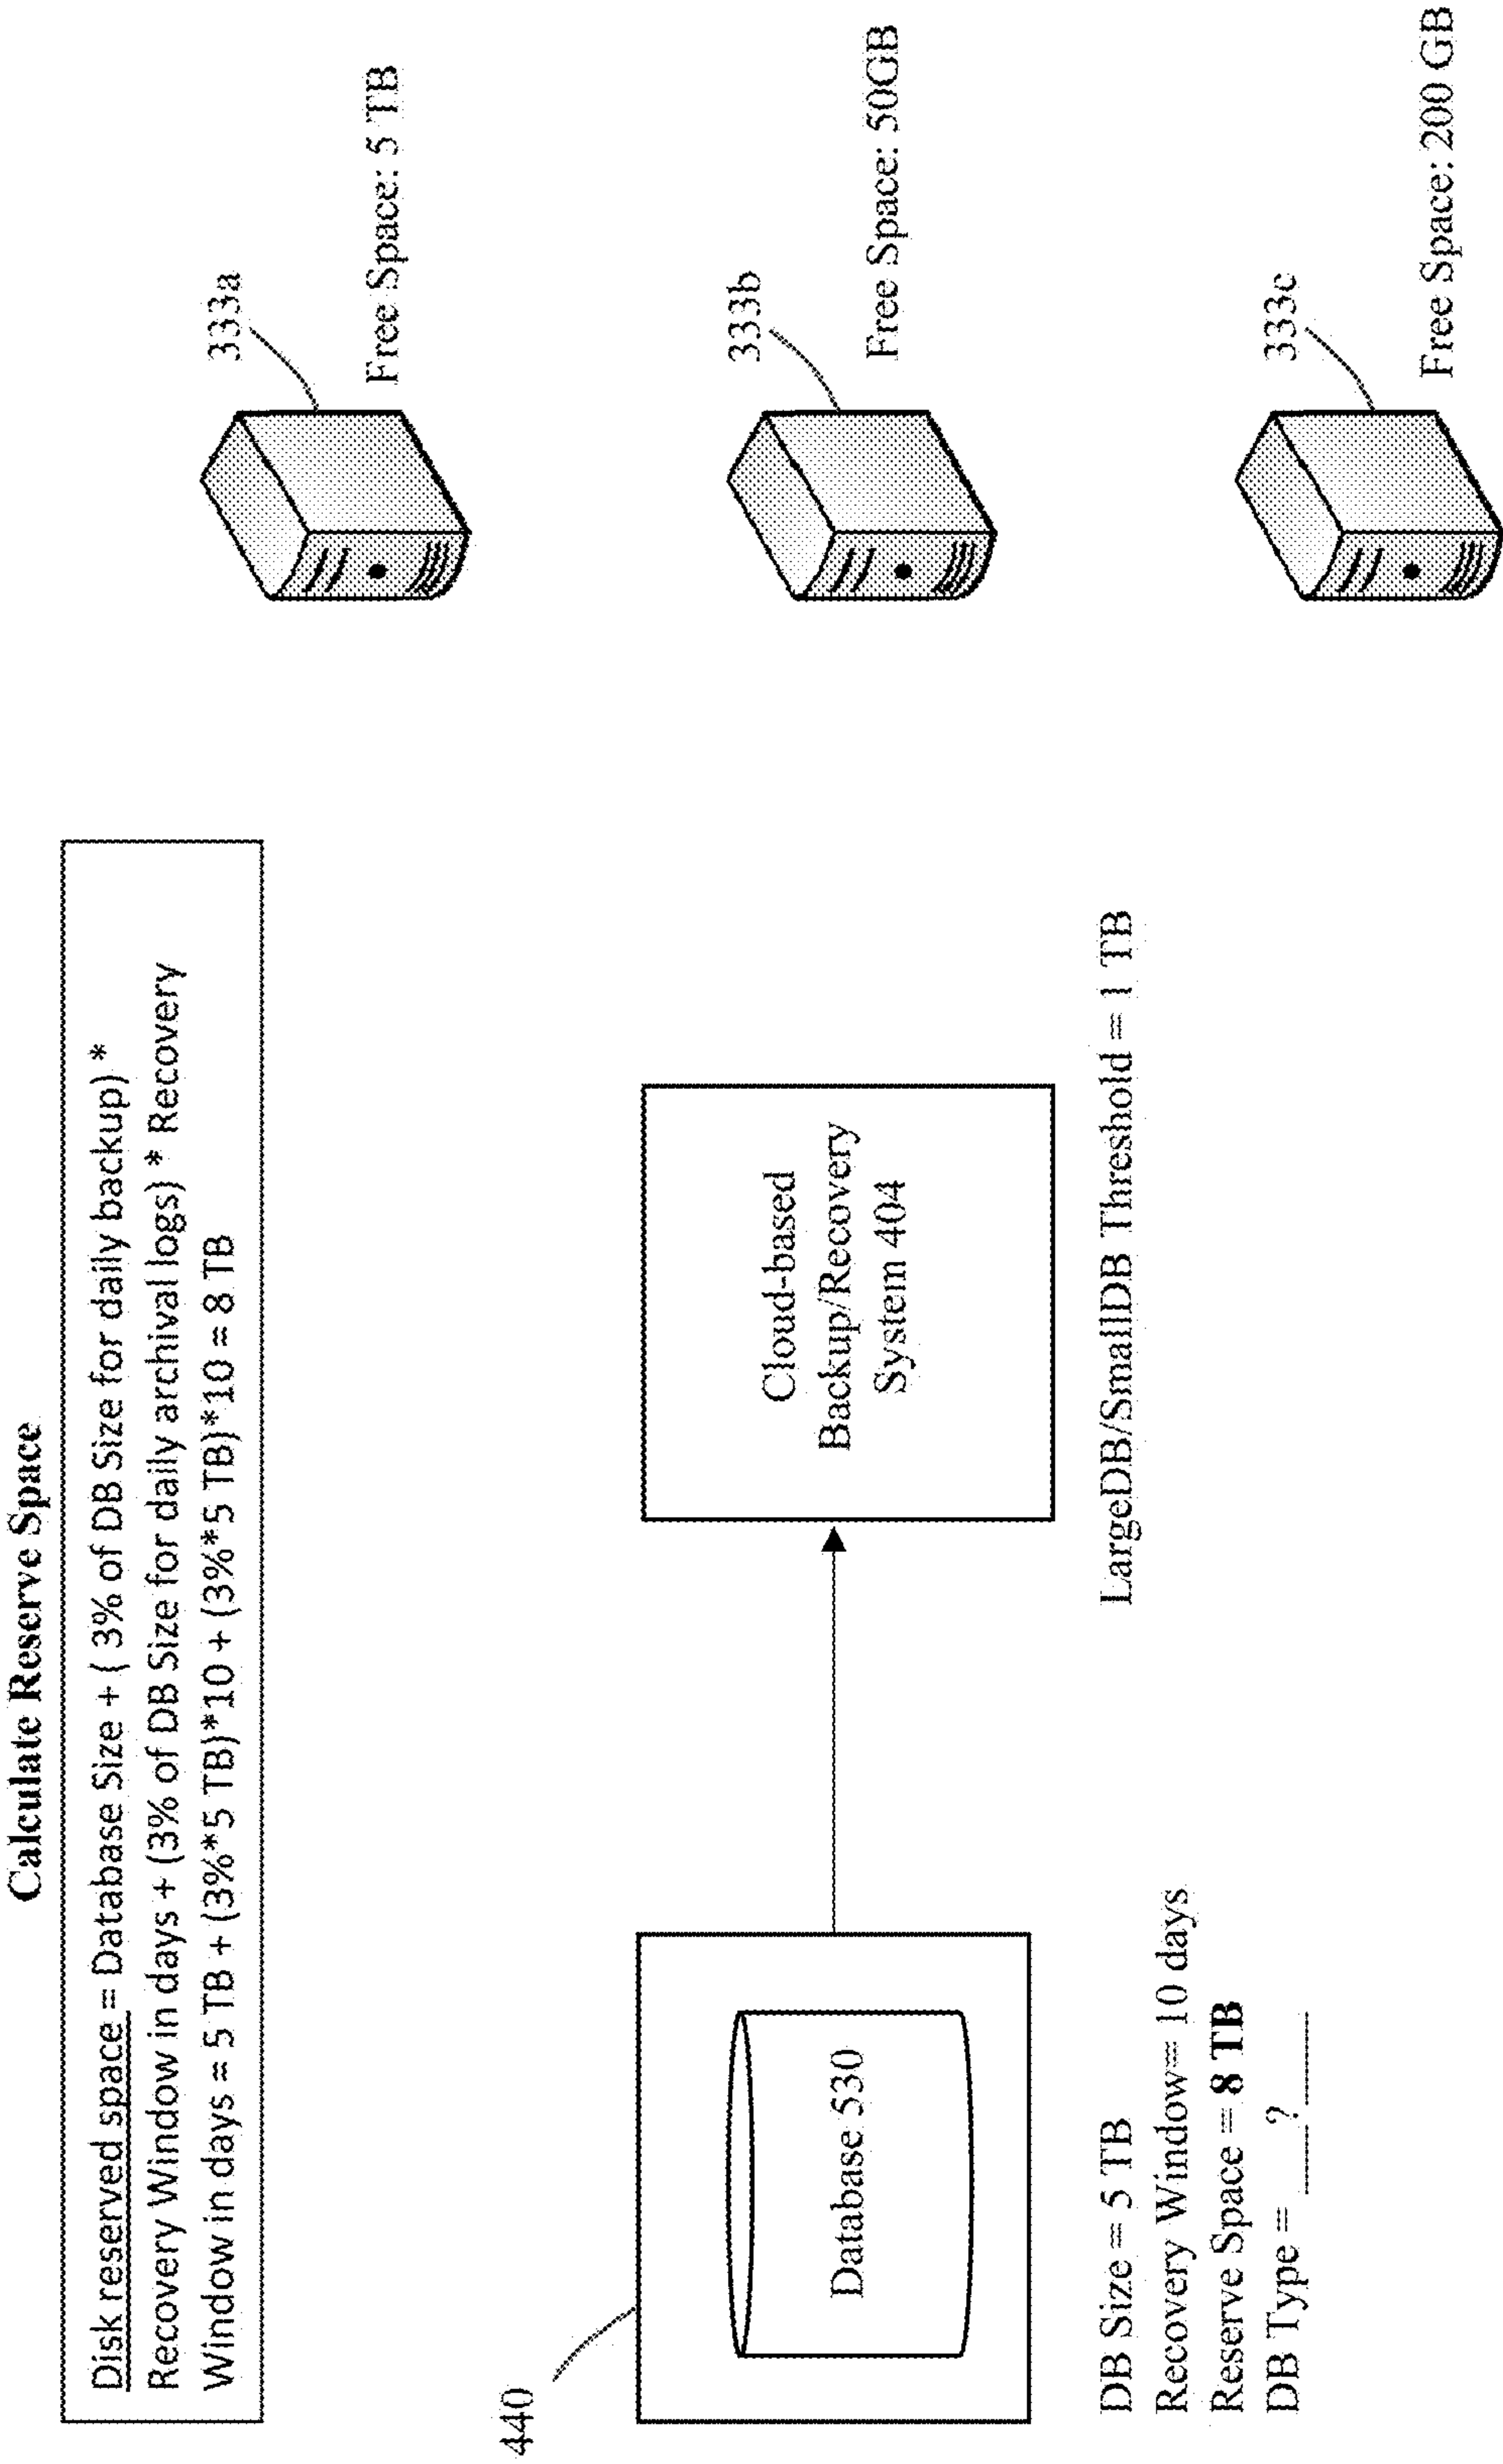 Calculate Reserve Space
Disk reserved space = Database Size + ( 3% of DB Size for daily backup) *
Recovery Window in days + (3% of DB Size for daily archival logs) * Recovery
Window in days = 5 TB + (3%*5 TB)*10 + (3%*5 TB)*10 = 8 TB
440
Database 530
DB Size = 5 TB
Recovery Window= 10 days
Reserve Space = 8 TB
DB Type = ___?___
Cloud-based
Backup/Recovery
System 404
LargeDB/SmallDB Threshold = 1 TB
333a
Free Space: 5 TB
333b
Free Space: 50GB
333c
Free Space: 200 GB